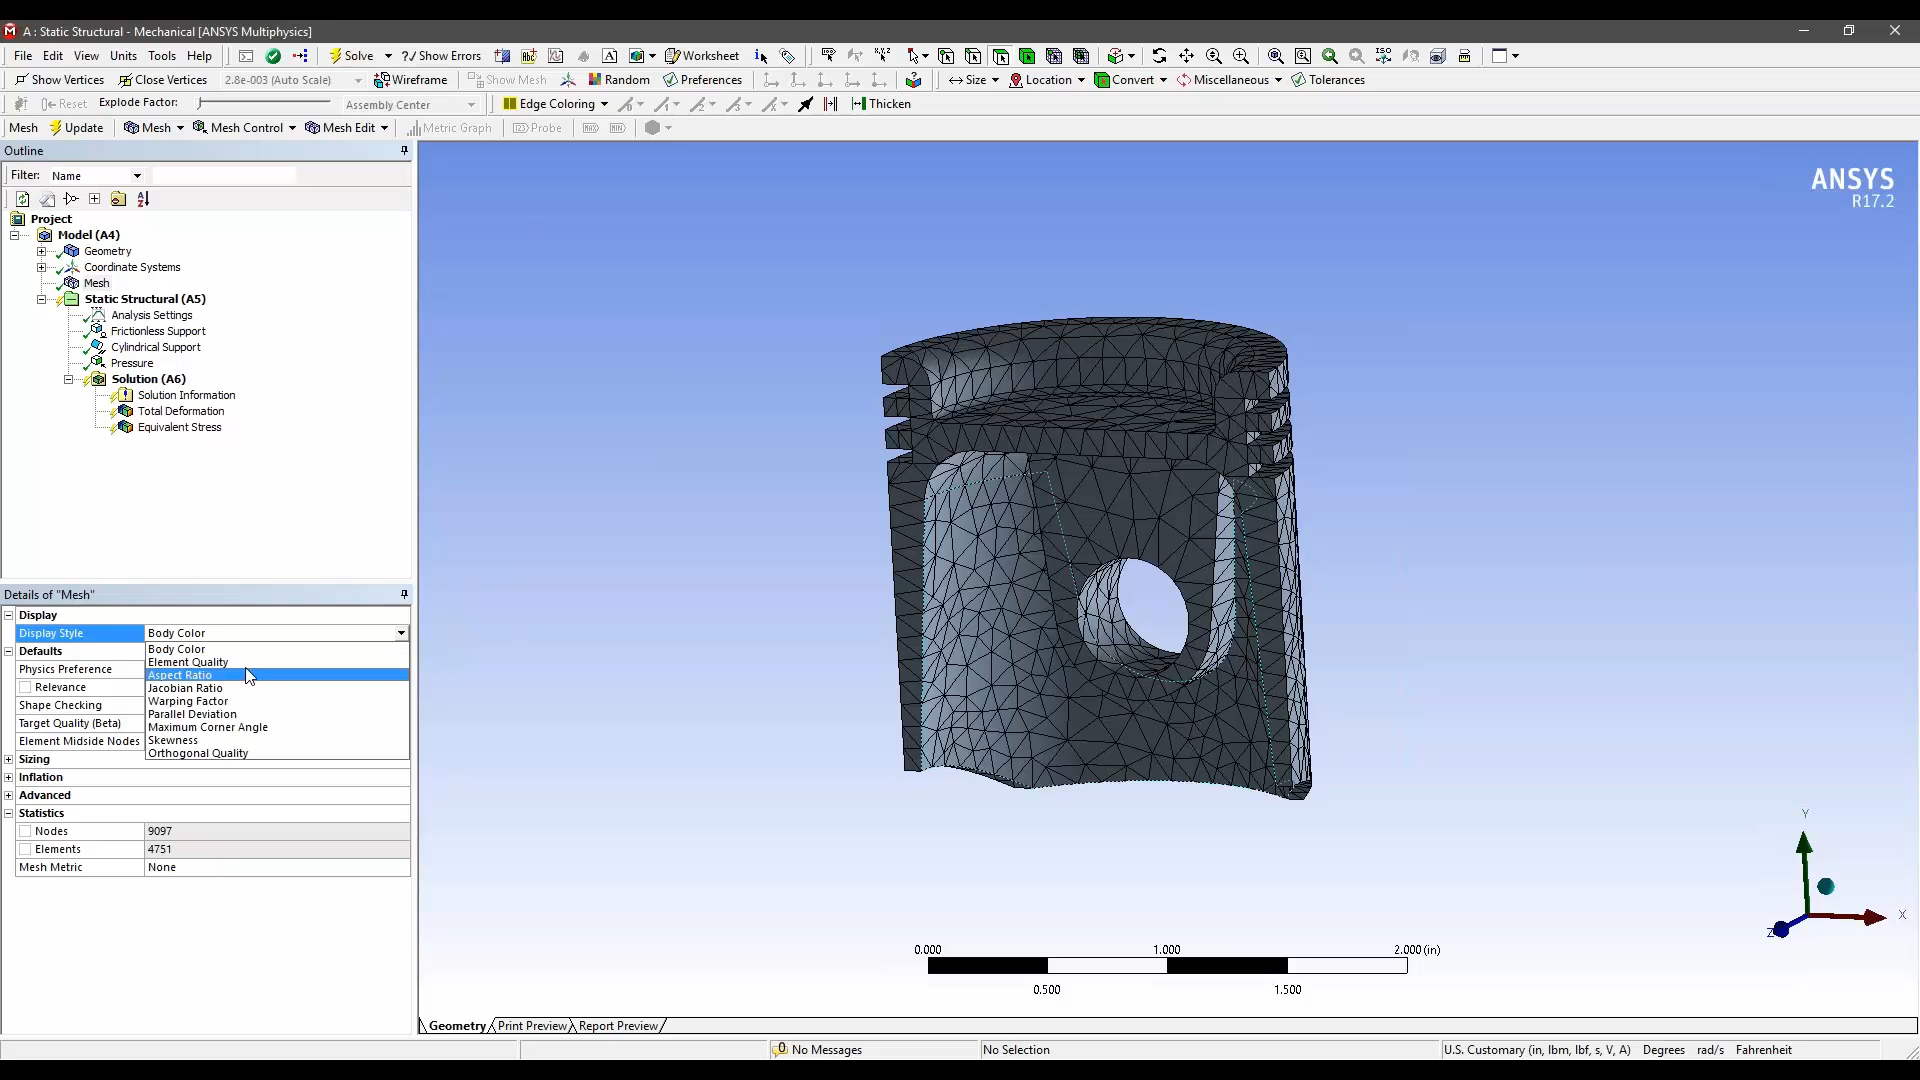 A : Static Structural - Mechanical [ANSYS Multiphysics]
File Edit View Units Tools Help Solve ?/ Show Errors Worksheet
Show Vertices Close Vertices 2.8e-003 (Auto Scale) Wireframe Show Mesh Random Preferences Size Location Convert Miscellaneous Tolerances
Reset Explode Factor: Assembly Center Edge Coloring Thicken
Mesh Update Mesh Mesh Control Mesh Edit Metric Graph Probe
Outline
Filter: Name
Project
Model (A4)
Geometry
Coordinate Systems
Mesh
Static Structural (A5)
Analysis Settings
Frictionless Support
Cylindrical Support
Pressure
Solution (A6)
Solution Information
Total Deformation
Equivalent Stress
Details of "Mesh"
Display
Display Style Body Color
Defaults
Physics Preference
Relevance
Shape Checking
Target Quality (Beta)
Element Midside Nodes
Body Color
Element Quality
Aspect Ratio
Jacobian Ratio
Warping Factor
Parallel Deviation
Maximum Corner Angle
Skewness
Orthogonal Quality
Sizing
Inflation
Advanced
Statistics
Nodes 9097
Elements 4751
Mesh Metric None
ANSYS
R17.2
Y
X
Z
0.000 1.000 2.000 (in)
0.500 1.500
Geometry Print Preview Report Preview
0 No Messages No Selection U.S. Customary (in, lbm, lbf, s, V, A) Degrees rad/s Fahrenheit